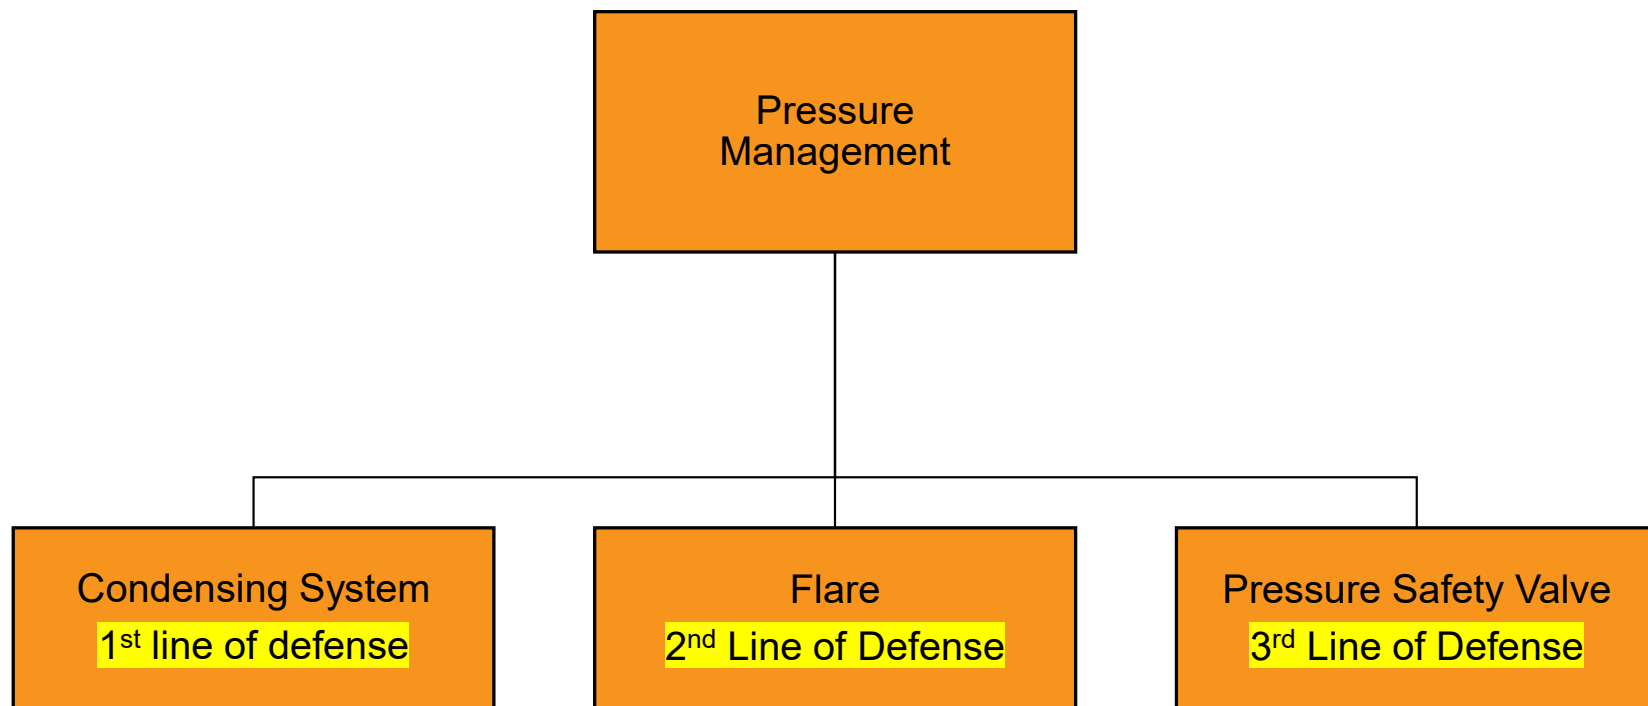 Pressure
Management
Condensing System
1st line of defense
Flare
2nd Line of Defense
Pressure Safety Valve
3rd Line of Defense